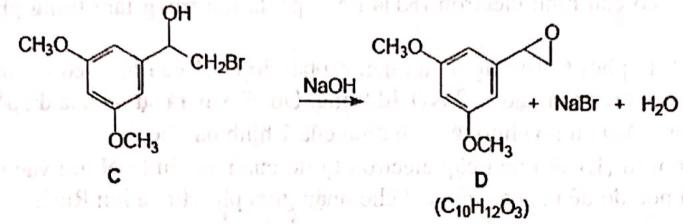 OH
CH₃O
CH₂Br
OCH₃
C
NaOH
O
CH₃O
OCH₃
D
(C₁₀H₁₂O₃)
+ NaBr + H₂O